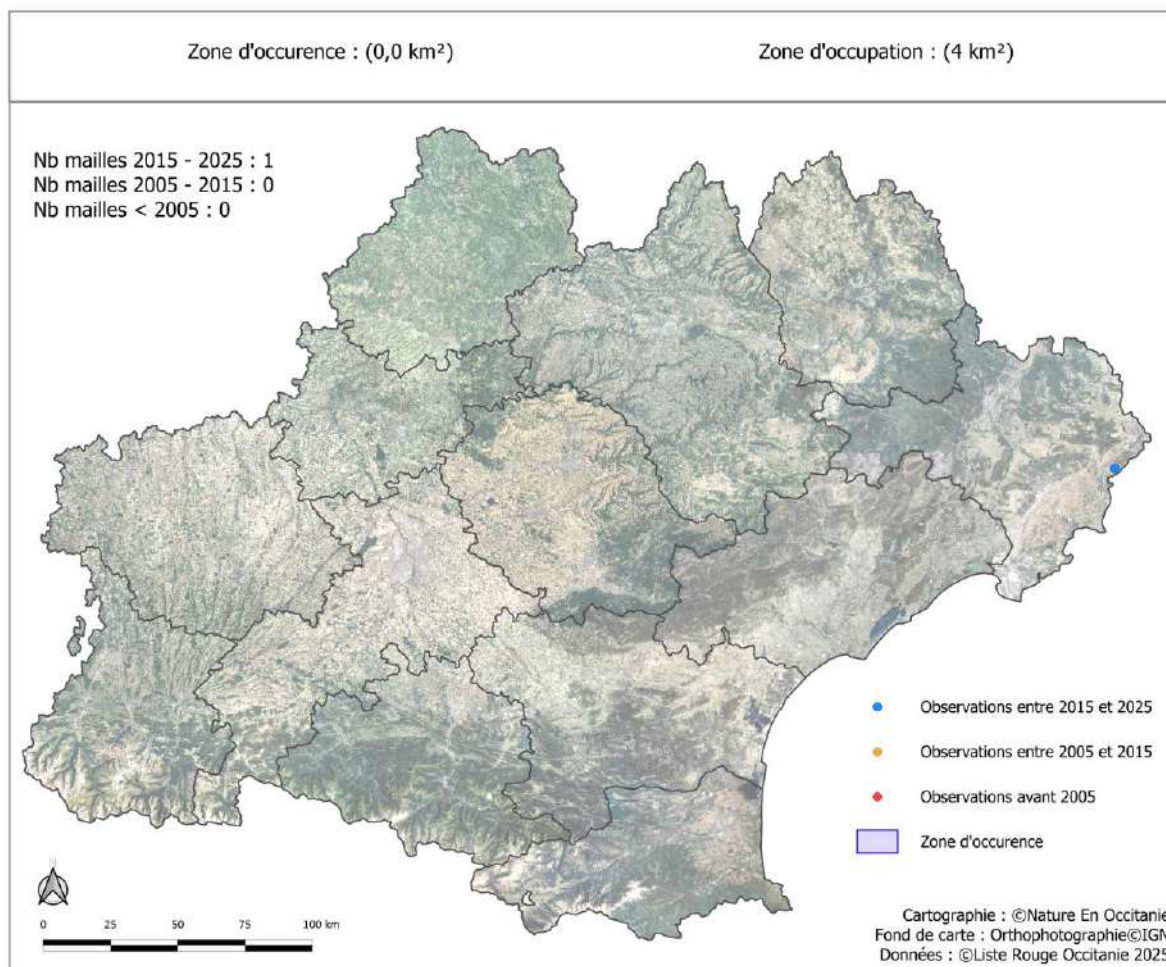 Zone d'occurence : (0,0 km²)
Zone d'occupation : (4 km²)
Nb mailles 2015 - 2025 : 1
Nb mailles 2005 - 2015 : 0
Nb mailles < 2005 : 0
Observations entre 2015 et 2025
Observations entre 2005 et 2015
Observations avant 2005
Zone d'occurence
N
0 25 50 75 100 km
Cartographie : ©Nature En Occitanie
Fond de carte : Orthophotographie©IGN
Données : ©Liste Rouge Occitanie 2025